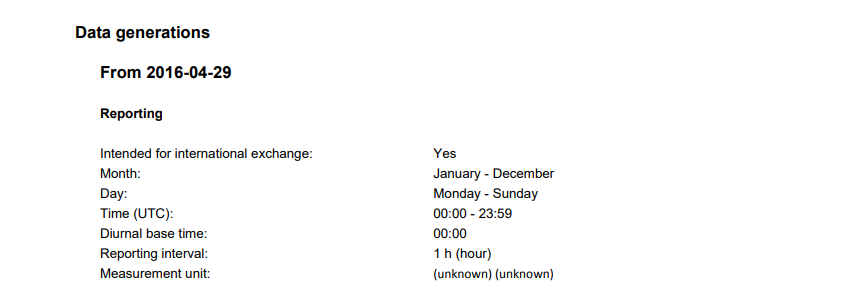 Data generations
From 2016-04-29
Reporting
Intended for international exchange: Yes
Month: January - December
Day: Monday - Sunday
Time (UTC): 00:00 - 23:59
Diurnal base time: 00:00
Reporting interval: 1 h (hour)
Measurement unit: (unknown) (unknown)